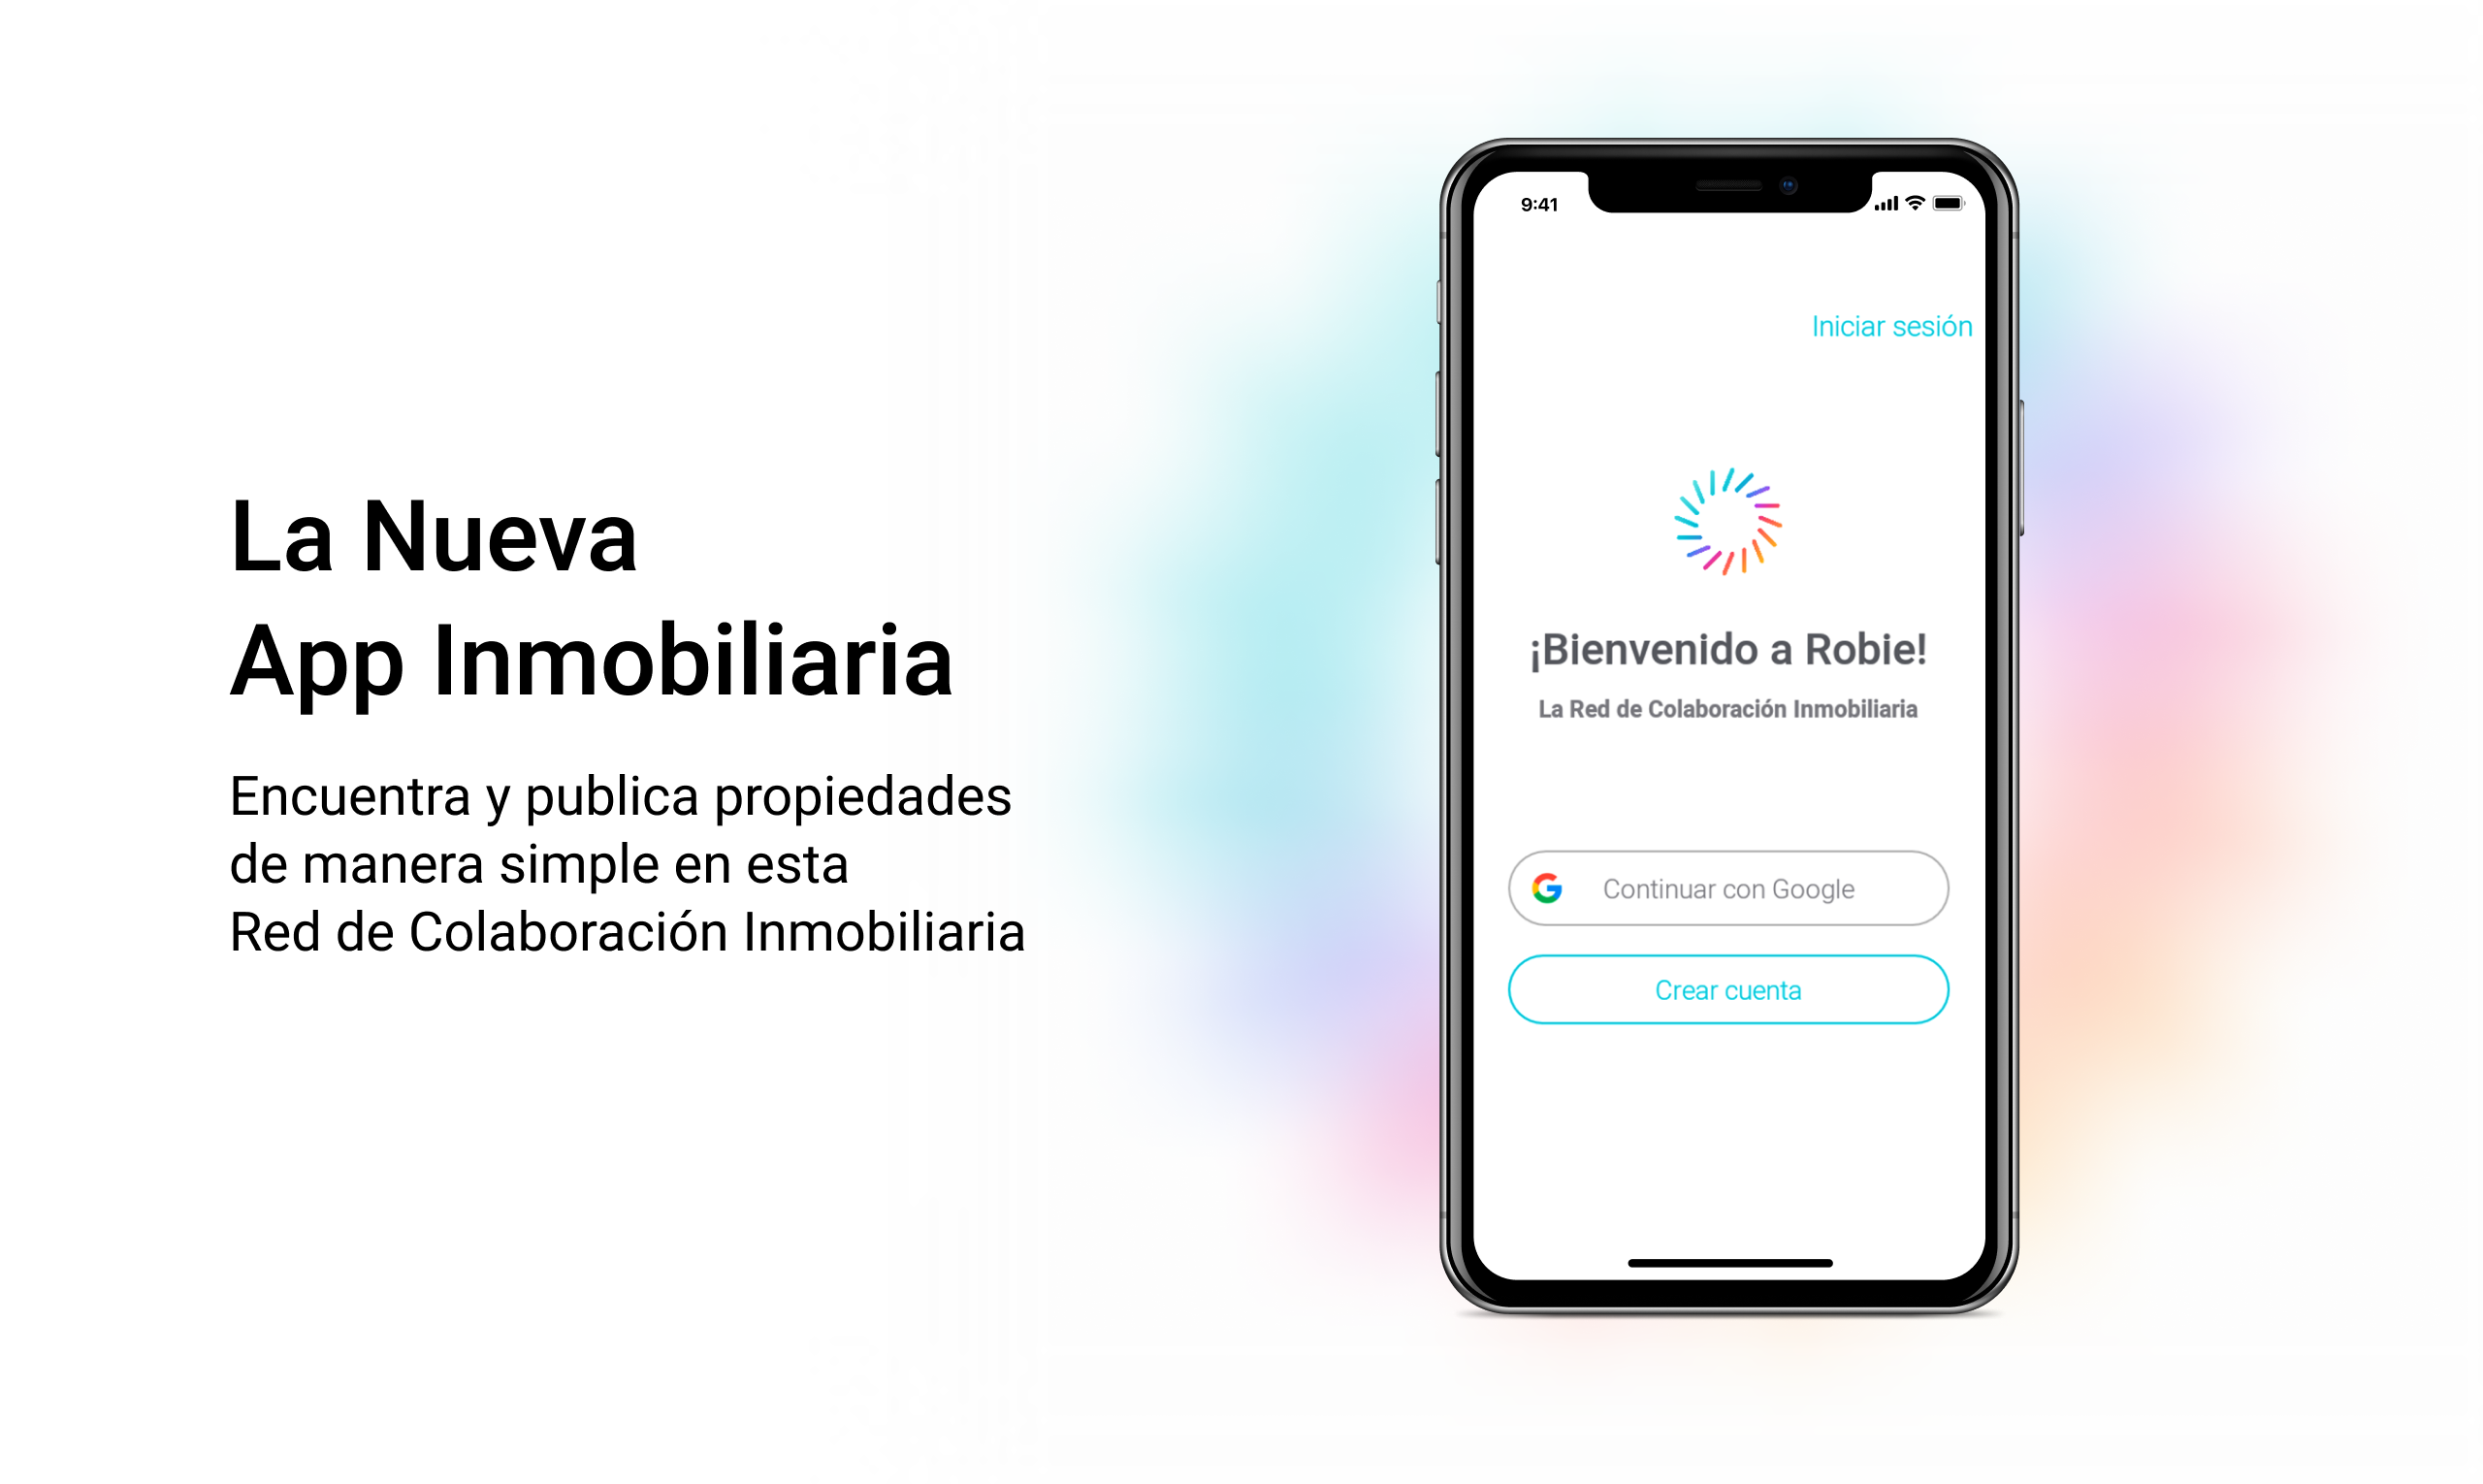 La Nueva
App Inmobiliaria
Encuentra y publica propiedades
de manera simple en esta
Red de Colaboración Inmobiliaria
9:41
Iniciar sesión
¡Bienvenido a Robie!
La Red de Colaboración Inmobiliaria
Continuar con Google
Crear cuenta